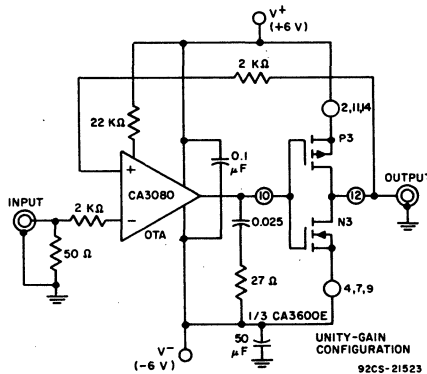 V+
(+6 V)
2 KΩ
2,11,14
22 KΩ
P3
0.1
μF
+
CA3080
OUTPUT
INPUT
2 KΩ
10
12
−
0.025
N3
OTA
50
Ω
27
Ω
4,7,9
1/3 CA3600E
50
μF
UNITY-GAIN
CONFIGURATION
V−
(−6 V)
92CS-21523